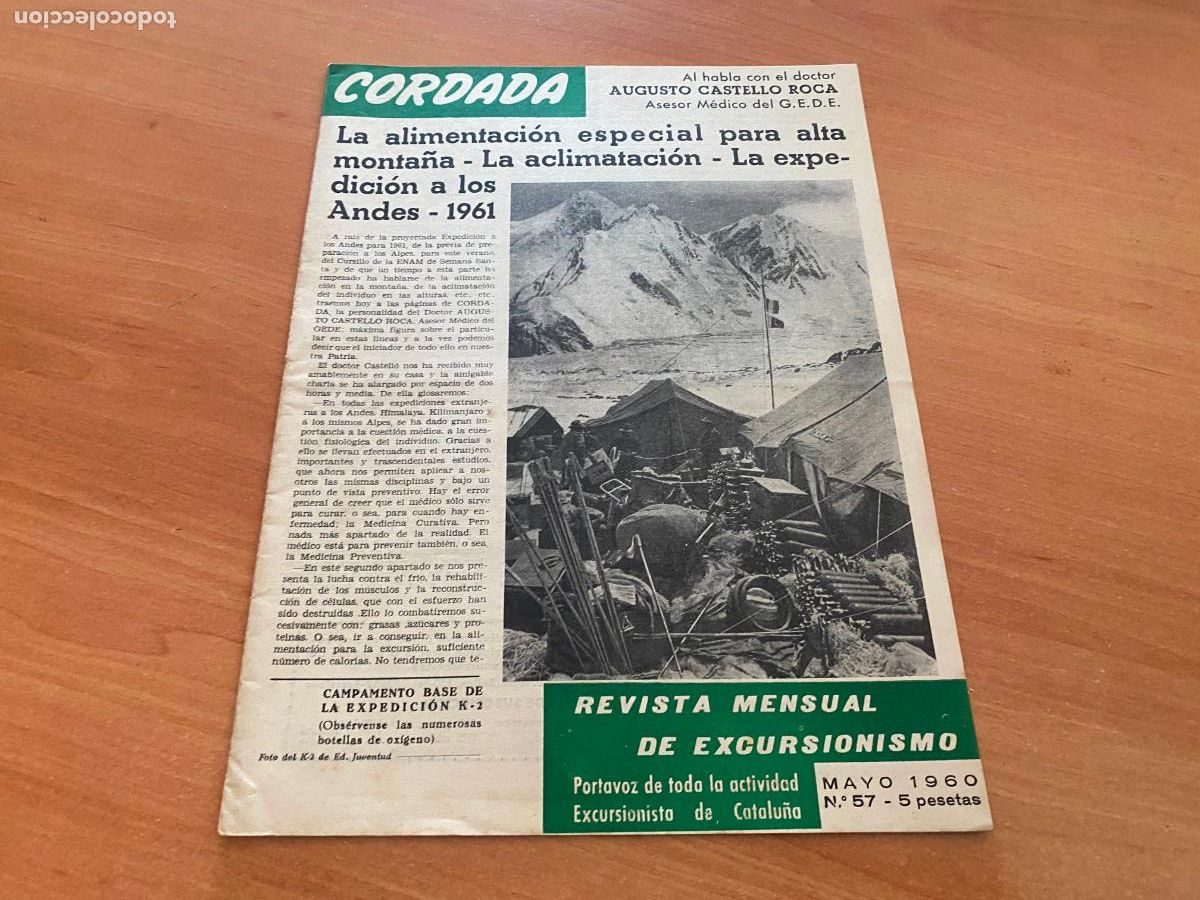 todocoleccion
CORDADA
Al habla con el doctor
AUGUSTO CASTELLO ROCA
Asesor Médico del G.E.D.E.
La alimentación especial para alta
montaña - La aclimatación - La expe-
dición a los
Andes - 1961
A raíz de la proyectada Expedición a
los Andes para 1961, de la previa de pre-
paración a los Alpes, para este verano,
del Cursillo de la ENAM de Semana San-
ta y de que un tiempo a esta parte ha
empezado ha hablarse de la alimenta-
ción en la montaña, de la aclimatación
del individuo en las alturas, etc., etc.
traemos hoy a las páginas de CORDA-
DA, la personalidad del Doctor AUGUS-
TO CASTELLO ROCA, Asesor Médico del
GEDE; máxima figura sobre el particu-
lar en estas líneas y a la vez podemos
decir que el iniciador de todo ello en nues-
tra Patria.
El doctor Castelló nos ha recibido muy
amablemente en su casa y la amigable
charla se ha alargado por espacio de dos
horas y media. De ella glosaremos:
—En todas las expediciones extranje-
ras a los Andes, Himalaya, Kilimanjaro y
a los mismos Alpes, se ha dado gran im-
portancia a la cuestión médica, a la cues-
tión fisiológica del individuo. Gracias a
ello se llevan efectuados en el extranjero,
importantes y trascendentales estudios,
que ahora nos permiten aplicar a nos-
otros las mismas disciplinas y bajo un
punto de vista preventivo. Hay el error
general de creer que el médico sólo sirve
para curar, o sea, para cuando hay en-
fermedad; la Medicina Curativa. Pero
nada más apartado de la realidad. El
médico está para prevenir también, o sea,
la Medicina Preventiva.
—En este segundo apartado se nos pre-
senta la lucha contra el frío, la rehabili-
tación de los músculos y la reconstruc-
ción de células, que con el esfuerzo han
sido destruidas .Ello lo combatiremos su-
cesivamente con: grasas ,azúcares y pro-
teínas. O sea, ir a conseguir, en la ali-
mentación para la excursión, suficiente
número de calorías. No tendremos que te-
CAMPAMENTO BASE DE
LA EXPEDICIÓN K-2
(Obsérvense las numerosas
botellas de oxígeno)
Foto del K-2 de Ed. Juventud
REVISTA MENSUAL
DE EXCURSIONISMO
Portavoz de toda la actividad
Excursionista de Cataluña
MAYO 1960
N.º 57 - 5 pesetas